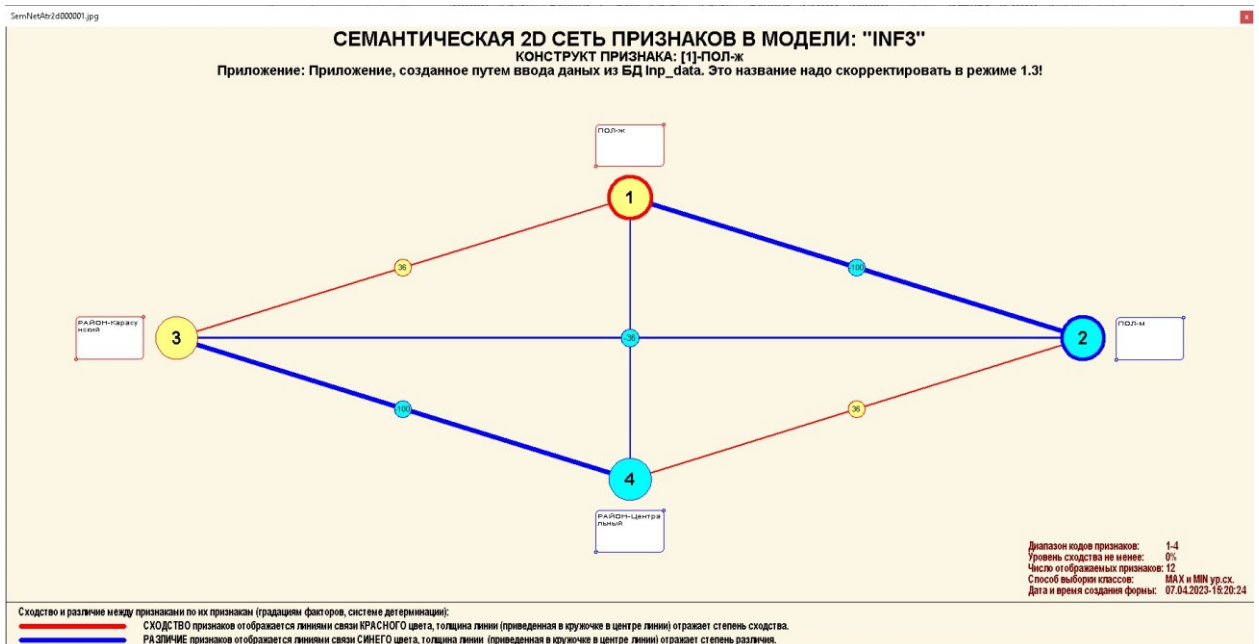 SemNetAtr2d000001.jpg
СЕМАНТИЧЕСКАЯ 2D СЕТЬ ПРИЗНАКОВ В МОДЕЛИ: "INF3"
КОНСТРУКТ ПРИЗНАКА: [1]-ПОЛ-ж
Приложение: Приложение, созданное путем ввода даных из БД Inp_data. Это название надо скорректировать в режиме 1.3!
ПОЛ-ж
1
36
-100
РАЙОН-Карасу
нский
3
-36
2
ПОЛ-м
-100
36
4
РАЙОН-Центра
льный
Диапазон кодов признаков: 1-4
Уровень сходства не менее: 0%
Число отображаемых признаков: 12
Способ выборки классов: MAX и MIN ур.сх.
Дата и время создания формы: 07.04.2023-15:20:24
Сходство и различие между признаками по их признакам (градациям факторов, системе детерминации):
СХОДСТВО признаков отображается линиями связи КРАСНОГО цвета, толщина линии (приведенная в кружочке в центре линии) отражает степень сходства.
РАЗЛИЧИЕ признаков отображается линиями связи СИНЕГО цвета, толщина линии (приведенная в кружочке в центре линии) отражает степень различия.